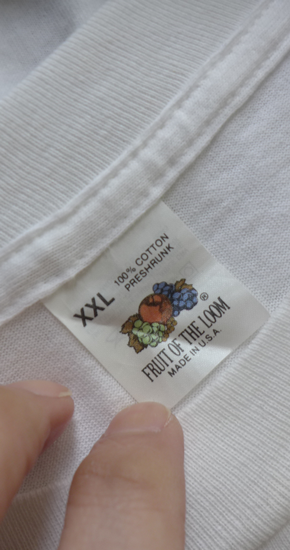 XXL
100% COTTON
PRESHRUNK
®
FRUIT OF THE LOOM
MADE IN U.S.A.